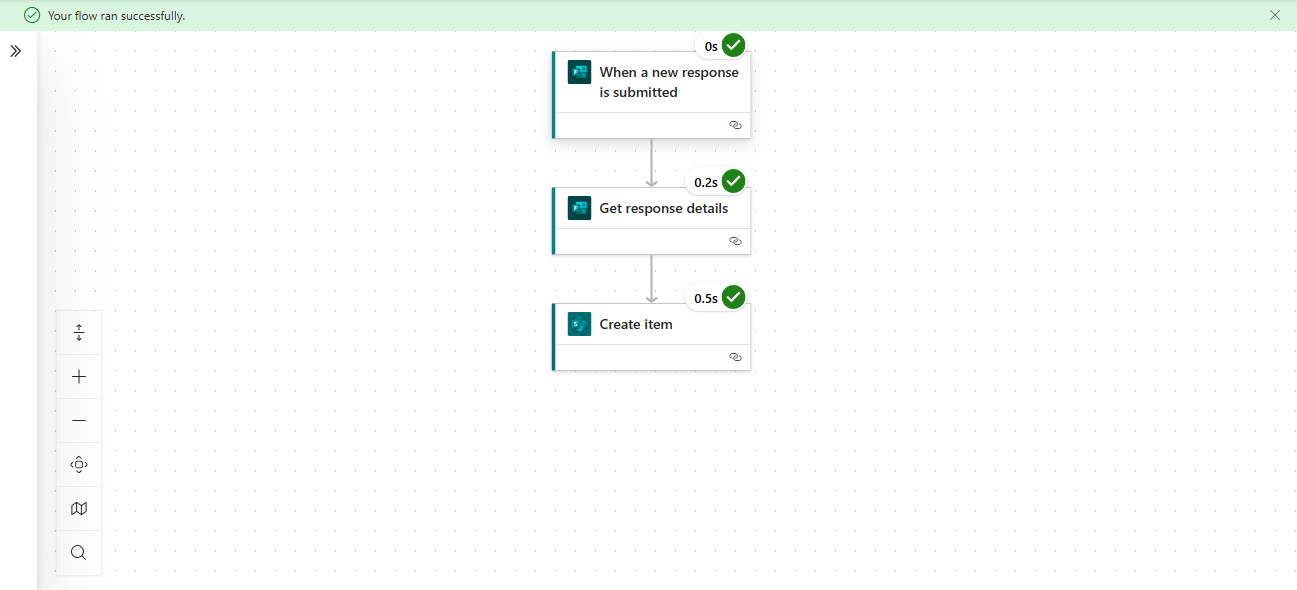 Your flow ran successfully.
0s
When a new response
is submitted
0.2s
Get response details
0.5s
Create item